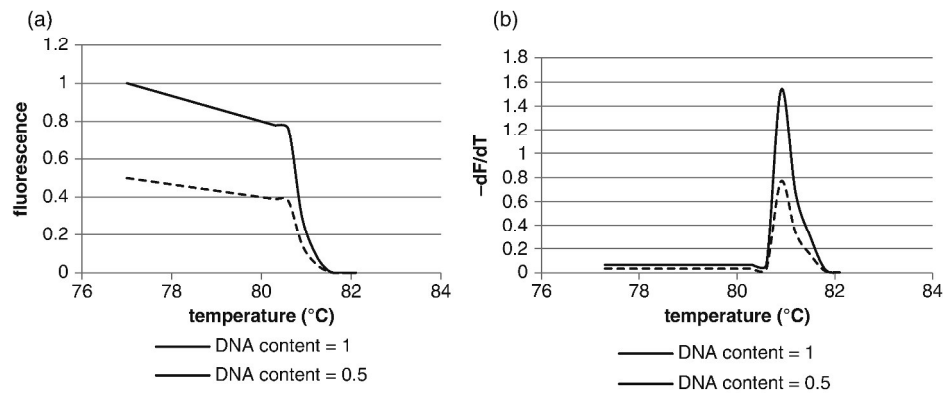 (a)
1.2
1
0.8
0.6
0.4
0.2
0
fluorescence
76 78 80 82 84
temperature (°C)
DNA content = 1
DNA content = 0.5
(b)
1.8
1.6
1.4
1.2
1
0.8
0.6
0.4
0.2
0
–dF/dT
76 78 80 82 84
temperature (°C)
DNA content = 1
DNA content = 0.5